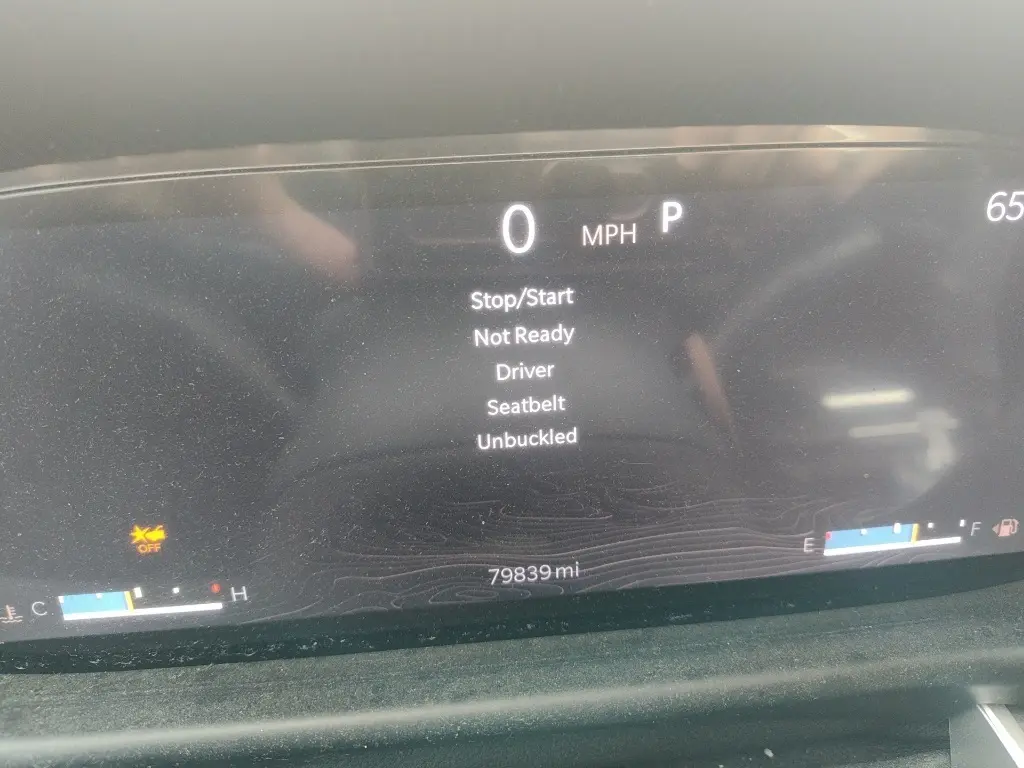 0 MPH P 65
Stop/Start
Not Ready
Driver
Seatbelt
Unbuckled
OFF
E F
79839 mi
C H